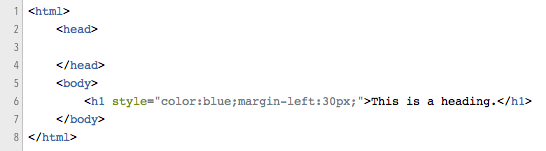 1 <html>
2     <head>
3
4     </head>
5     <body>
6         <h1 style="color:blue;margin-left:30px;">This is a heading.</h1>
7     </body>
8 </html>